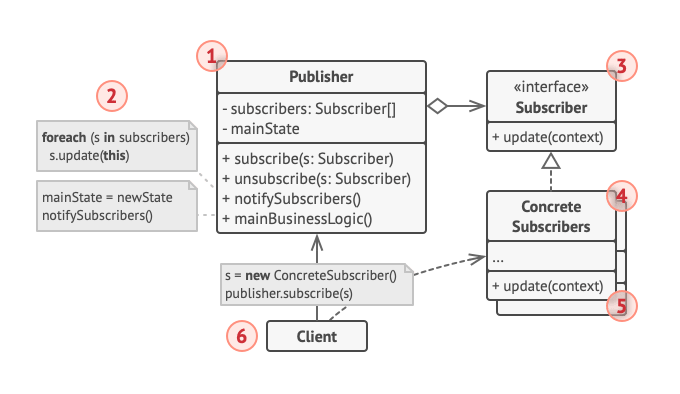 1
Publisher
- subscribers: Subscriber[]
- mainState
+ subscribe(s: Subscriber)
+ unsubscribe(s: Subscriber)
+ notifySubscribers()
+ mainBusinessLogic()
2
foreach (s in subscribers)
s.update(this)
mainState = newState
notifySubscribers()
3
«interface»
Subscriber
+ update(context)
4
Concrete
Subscribers
...
+ update(context)
5
s = new ConcreteSubscriber()
publisher.subscribe(s)
6
Client